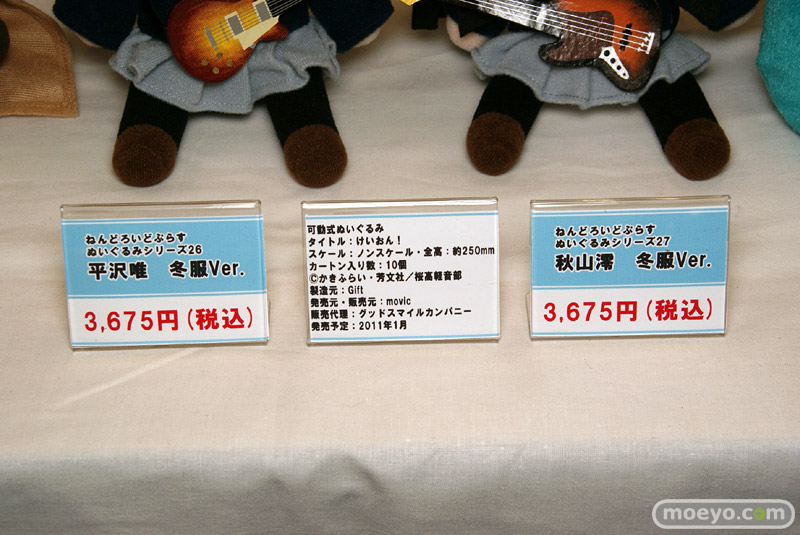 ねんどろいどぷらす
ぬいぐるみシリーズ26
平沢唯 冬服Ver.
3,675円(税込)
可動式ぬいぐるみ
タイトル:けいおん!
スケール:ノンスケール・全高:約250mm
カートン入り数:10個
©かきふらい・芳文社/桜高軽音部
製造元:Gift
発売元・販売元:movic
販売代理:グッドスマイルカンパニー
発売予定:2011年1月
ねんどろいどぷらす
ぬいぐるみシリーズ27
秋山澪 冬服Ver.
3,675円(税込)
moeyo.com